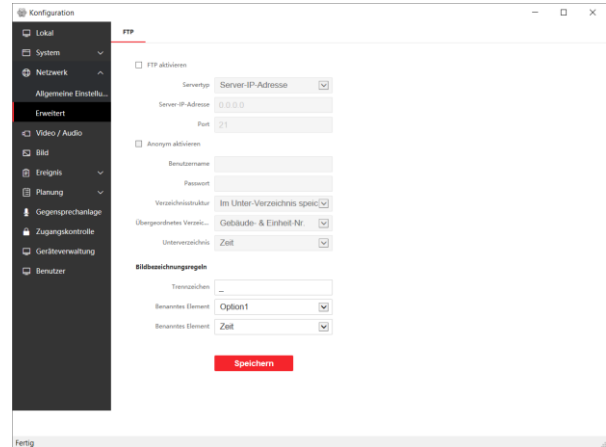 Konfiguration
Lokal
System
Netzwerk
Allgemeine Einstellu...
Erweitert
Video / Audio
Bild
Ereignis
Planung
Gegensprechanlage
Zugangskontrolle
Geräteverwaltung
Benutzer
FTP
FTP aktivieren
Servertyp Server-IP-Adresse
Server-IP-Adresse 0.0.0.0
Port 21
Anonym aktivieren
Benutzername
Passwort
Verzeichnisstruktur Im Unter-Verzeichnis speic
Übergeordnetes Verzeic... Gebäude- & Einheit-Nr.
Unterverzeichnis Zeit
Bildbezeichnungsregeln
Trennzeichen _
Benanntes Element Option1
Benanntes Element Zeit
Speichern
Fertig